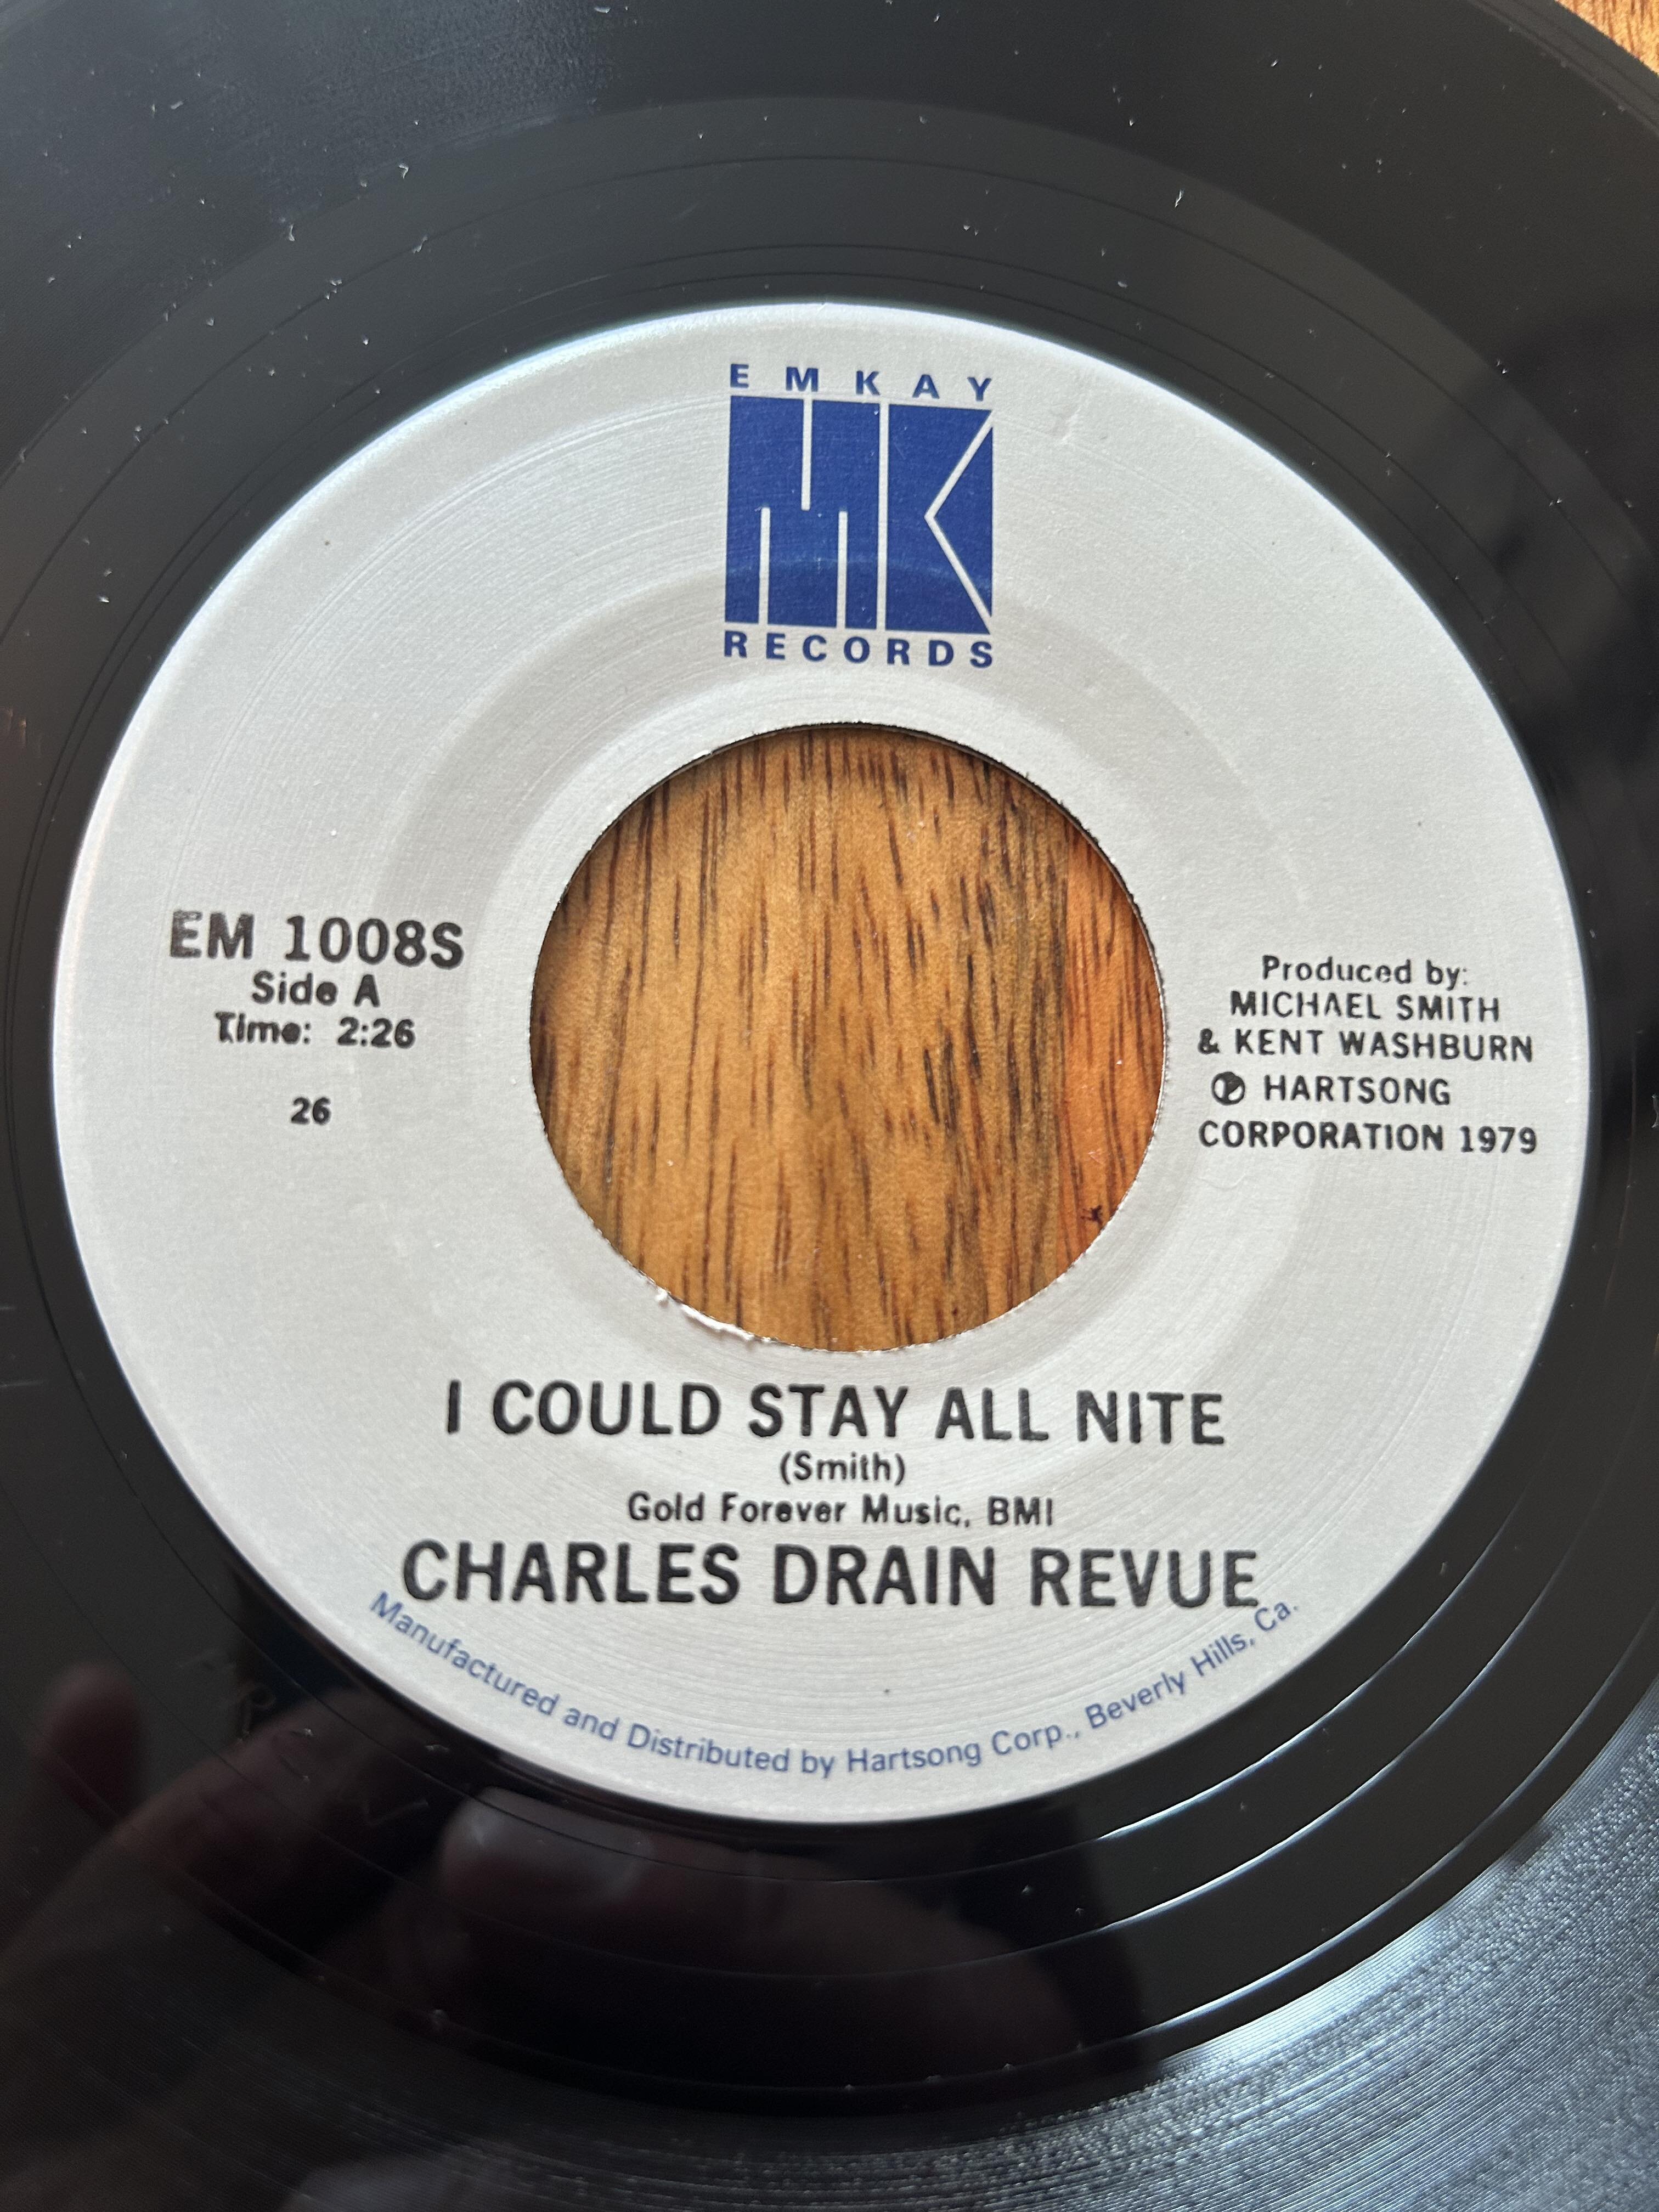 EMKAY
MK
RECORDS
EM 1008S
Side A
Time: 2:26
26
Produced by:
MICHAEL SMITH
& KENT WASHBURN
Ⓟ HARTSONG
CORPORATION 1979
I COULD STAY ALL NITE
(Smith)
Gold Forever Music, BMI
CHARLES DRAIN REVUE
Manufactured and Distributed by Hartsong Corp., Beverly Hills, Ca.